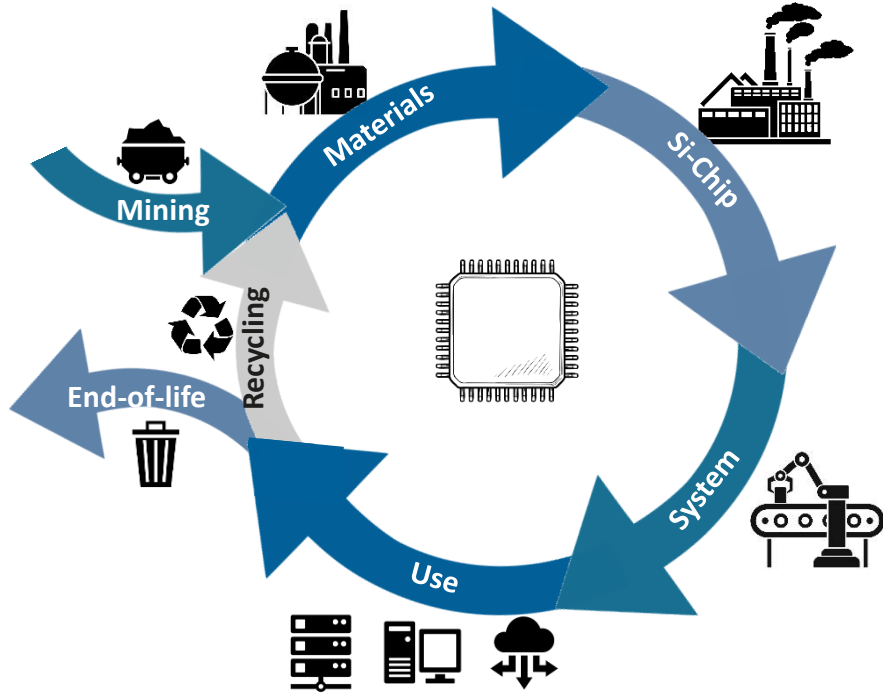 Materials
Si-Chip
Mining
Recycling
End-of-life
System
Use